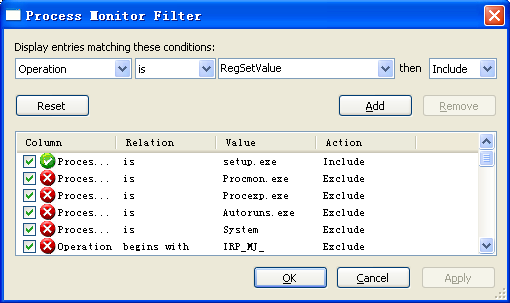 Process Monitor Filter
Display entries matching these conditions:
Operation is RegSetValue then Include
Reset Add Remove
Column Relation Value Action
Proces... is setup.exe Include
Proces... is Procmon.exe Exclude
Proces... is Procexp.exe Exclude
Proces... is Autoruns.exe Exclude
Proces... is System Exclude
Operation begins with IRP_MJ_ Exclude
OK Cancel Apply